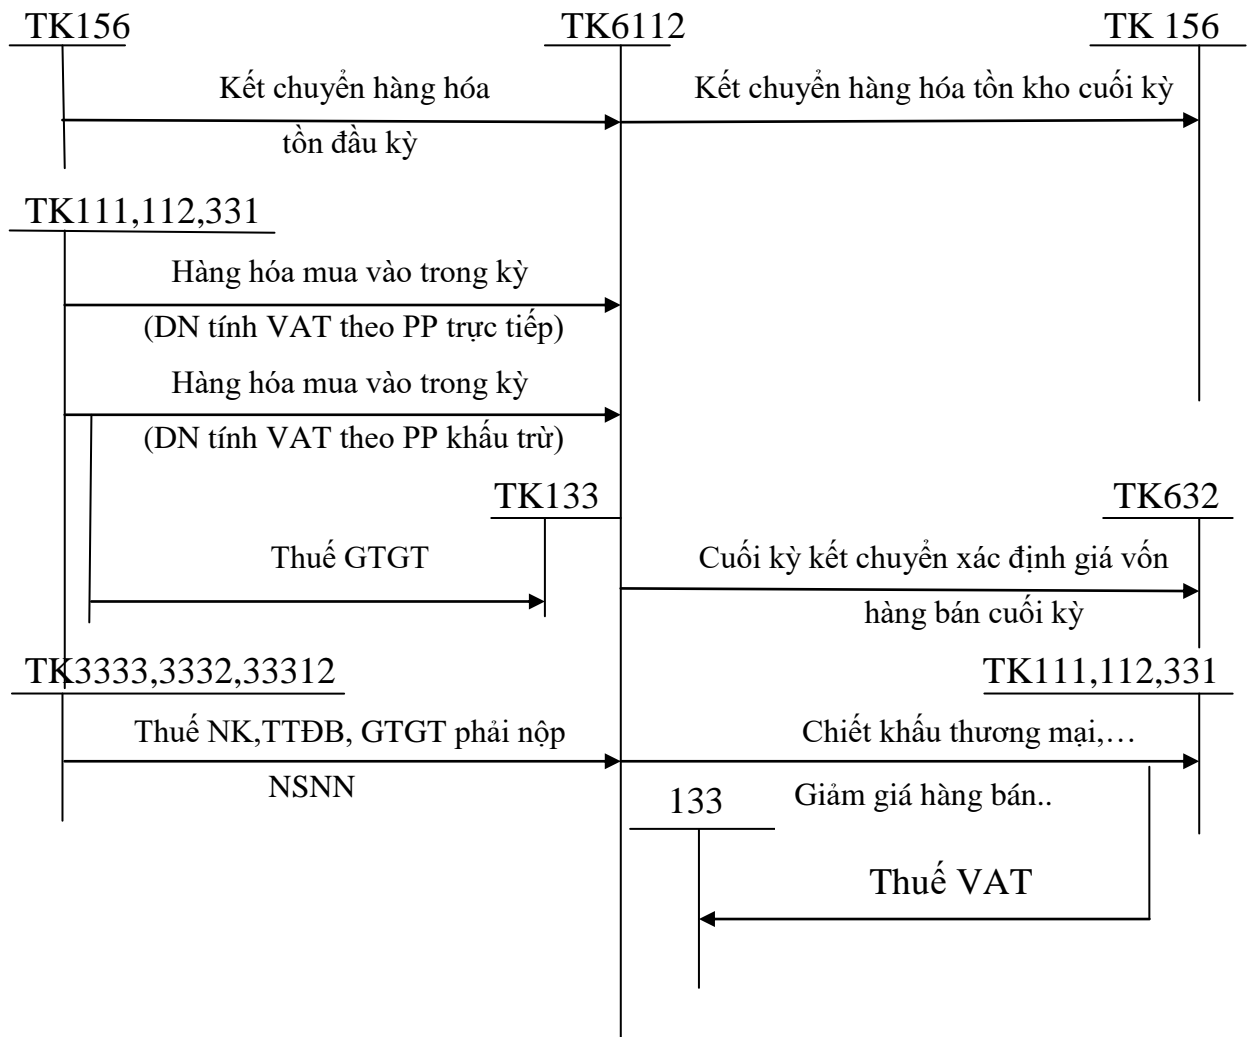 TK156 TK6112 TK 156
Kết chuyển hàng hóa Kết chuyển hàng hóa tồn kho cuối kỳ
tồn đầu kỳ
TK111,112,331
Hàng hóa mua vào trong kỳ
(DN tính VAT theo PP trực tiếp)
Hàng hóa mua vào trong kỳ
(DN tính VAT theo PP khấu trừ)
TK133 TK632
Thuế GTGT Cuối kỳ kết chuyển xác định giá vốn
hàng bán cuối kỳ
TK3333,3332,33312 TK111,112,331
Thuế NK,TTĐB, GTGT phải nộp Chiết khấu thương mại,…
NSNN 133 Giảm giá hàng bán..
Thuế VAT